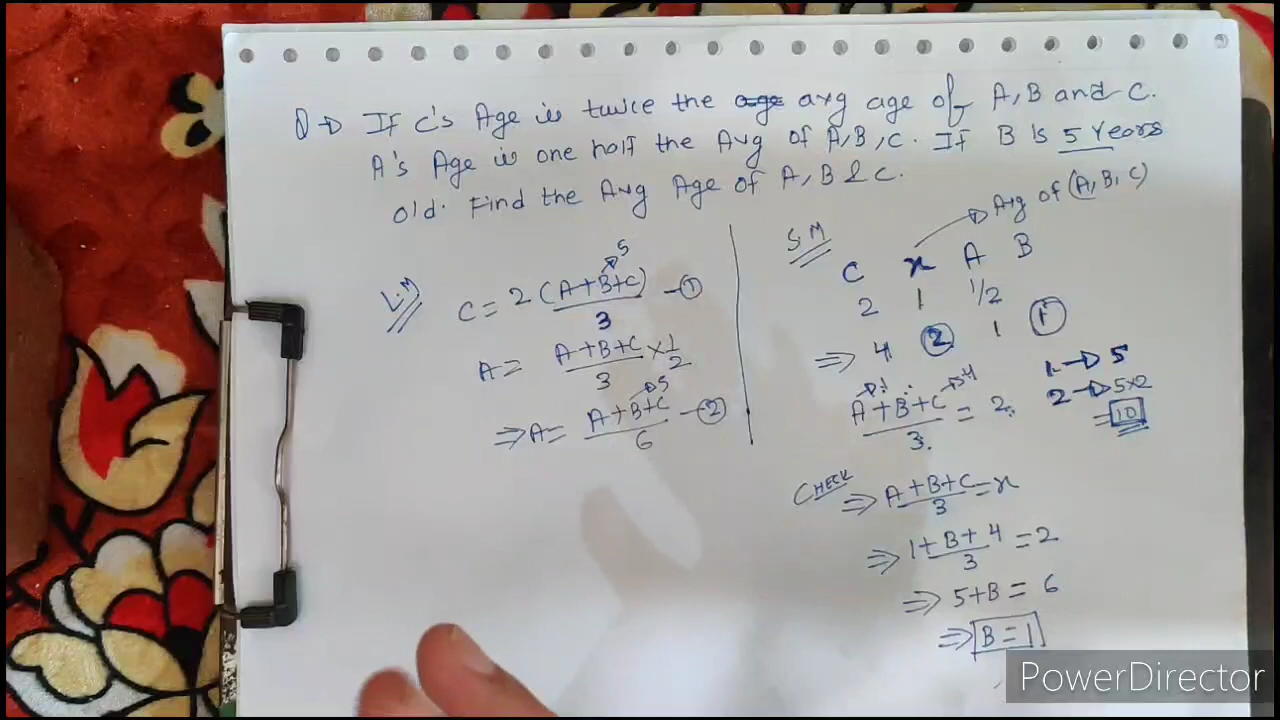 Q → If C's Age is twice the age avg age of A, B and C.
A's Age is one half the Avg of A, B, C. If B is 5 Years
old. Find the Avg Age of A, B & C.
L.M
C = 2 (A+B+C) — ①
3
5
A = A+B+C × 1/2
3
⇒ A = A+B+C — ②
6
5
S.M
Avg of (A, B, C)
C x A B
2 1 1/2
⇒ 4 2 1 1
A+B+C = 2
3
1 → 5
2 → 5×2
= 10
CHECK
⇒ A+B+C = x
3
⇒ 1+B+4 = 2
3
⇒ 5+B = 6
⇒ B = 1
PowerDirector